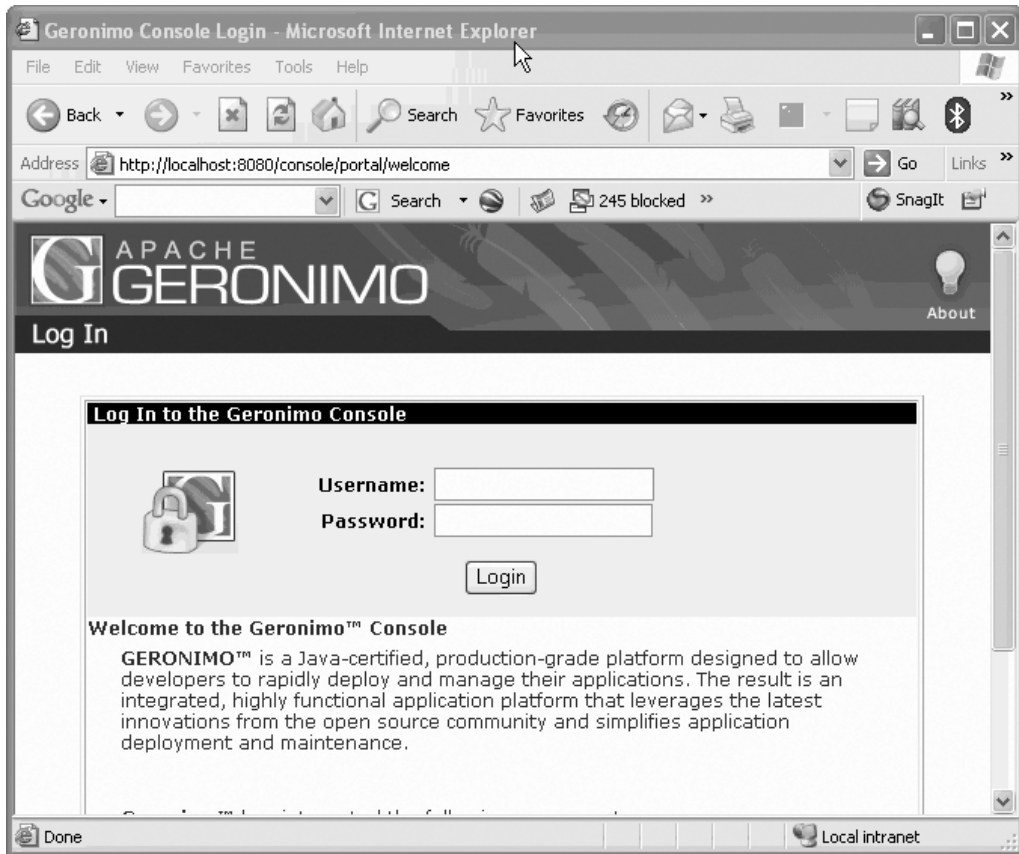 Geronimo Console Login - Microsoft Internet Explorer
File Edit View Favorites Tools Help
Back Search Favorites »
Address http://localhost:8080/console/portal/welcome Go Links »
Google G Search 245 blocked » SnagIt
APACHE
GERONIMO
About
Log In
Log In to the Geronimo Console
Username:
Password:
Login
Welcome to the Geronimo™ Console
GERONIMO™ is a Java-certified, production-grade platform designed to allow
developers to rapidly deploy and manage their applications. The result is an
integrated, highly functional application platform that leverages the latest
innovations from the open source community and simplifies application
deployment and maintenance.
Done Local intranet